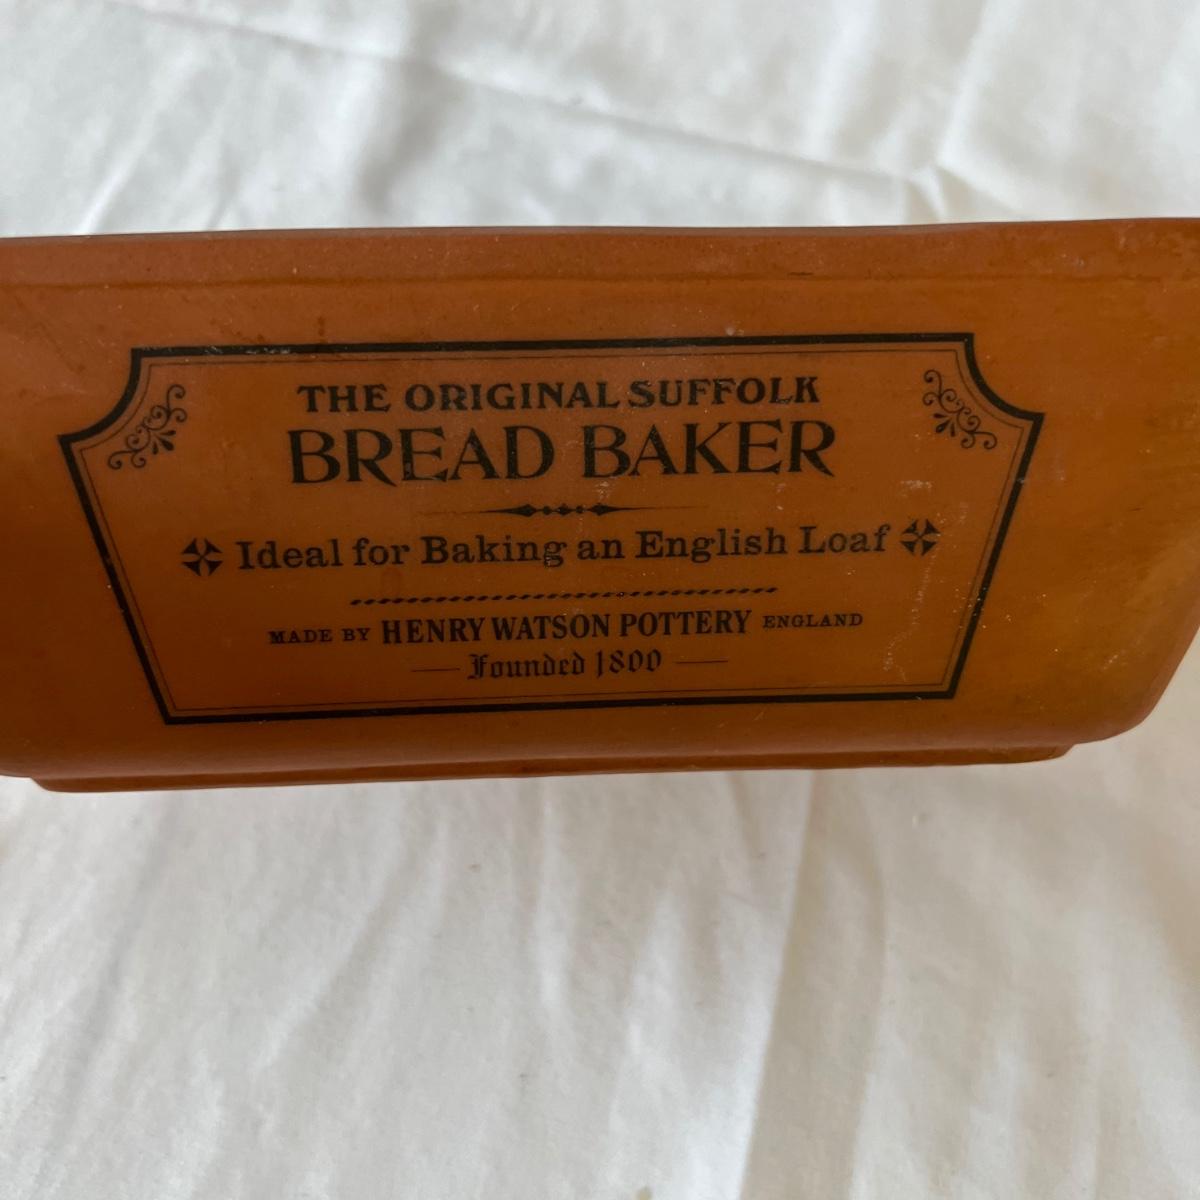 THE ORIGINAL SUFFOLK
BREAD BAKER
Ideal for Baking an English Loaf
MADE BY HENRY WATSON POTTERY ENGLAND
Founded 1800